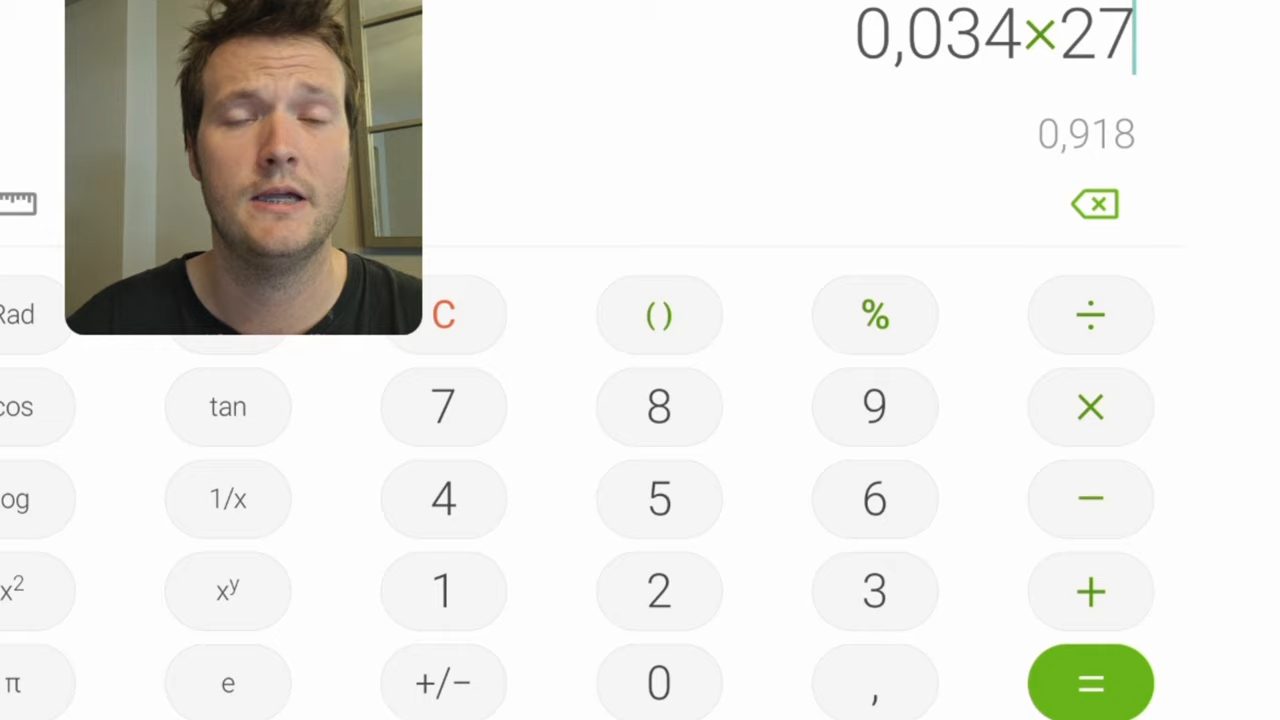 0,034×27
0,918
Rad
C
()
%
÷
cos
tan
7
8
9
×
og
1/x
4
5
6
−
x²
xʸ
1
2
3
+
π
e
+/−
0
,
=